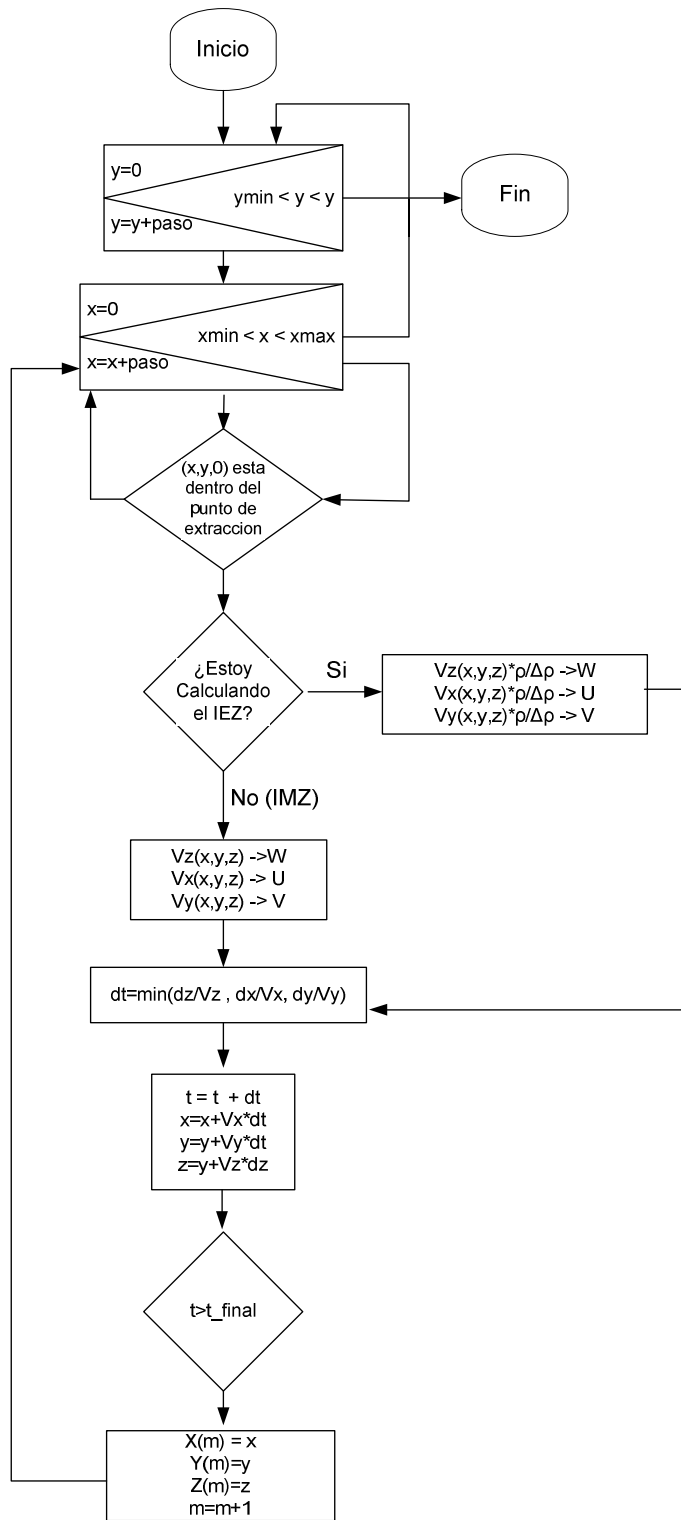 Inicio
y=0
ymin < y < y
y=y+paso
Fin
x=0
xmin < x < xmax
x=x+paso
(x,y,0) esta
dentro del
punto de
extraccion
¿Estoy
Calculando
el IEZ?
Si
Vz(x,y,z)*ρ/Δρ ->W
Vx(x,y,z)*ρ/Δρ -> U
Vy(x,y,z)*ρ/Δρ -> V
No (IMZ)
Vz(x,y,z) ->W
Vx(x,y,z) -> U
Vy(x,y,z) -> V
dt=min(dz/Vz , dx/Vx, dy/Vy)
t = t + dt
x=x+Vx*dt
y=y+Vy*dt
z=y+Vz*dz
t>t_final
X(m) = x
Y(m)=y
Z(m)=z
m=m+1